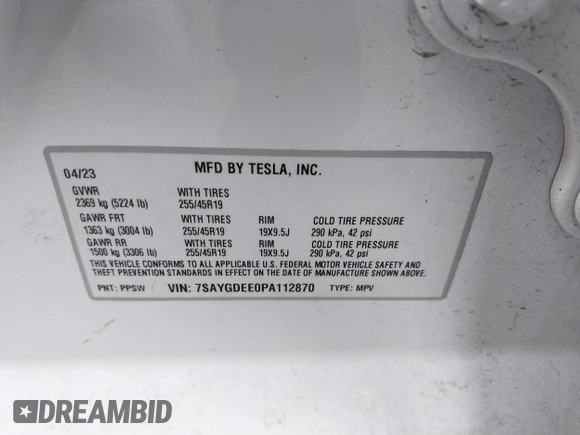 04/23 MFD BY TESLA, INC.
GVWR WITH TIRES
2369 kg (5224 lb) 255/45R19
GAWR FRT WITH TIRES RIM COLD TIRE PRESSURE
1363 kg (3004 lb) 255/45R19 19X9.5J 290 kPa, 42 psi
GAWR RR WITH TIRES RIM COLD TIRE PRESSURE
1500 kg (3306 lb) 255/45R19 19X9.5J 290 kPa, 42 psi
THIS VEHICLE CONFORMS TO ALL APPLICABLE U.S. FEDERAL MOTOR VEHICLE SAFETY AND
THEFT PREVENTION STANDARDS IN EFFECT ON THE DATE OF MANUFACTURE SHOWN ABOVE.
PNT: PPSW VIN: 7SAYGDEE0PA112870 TYPE: MPV
DREAMBID